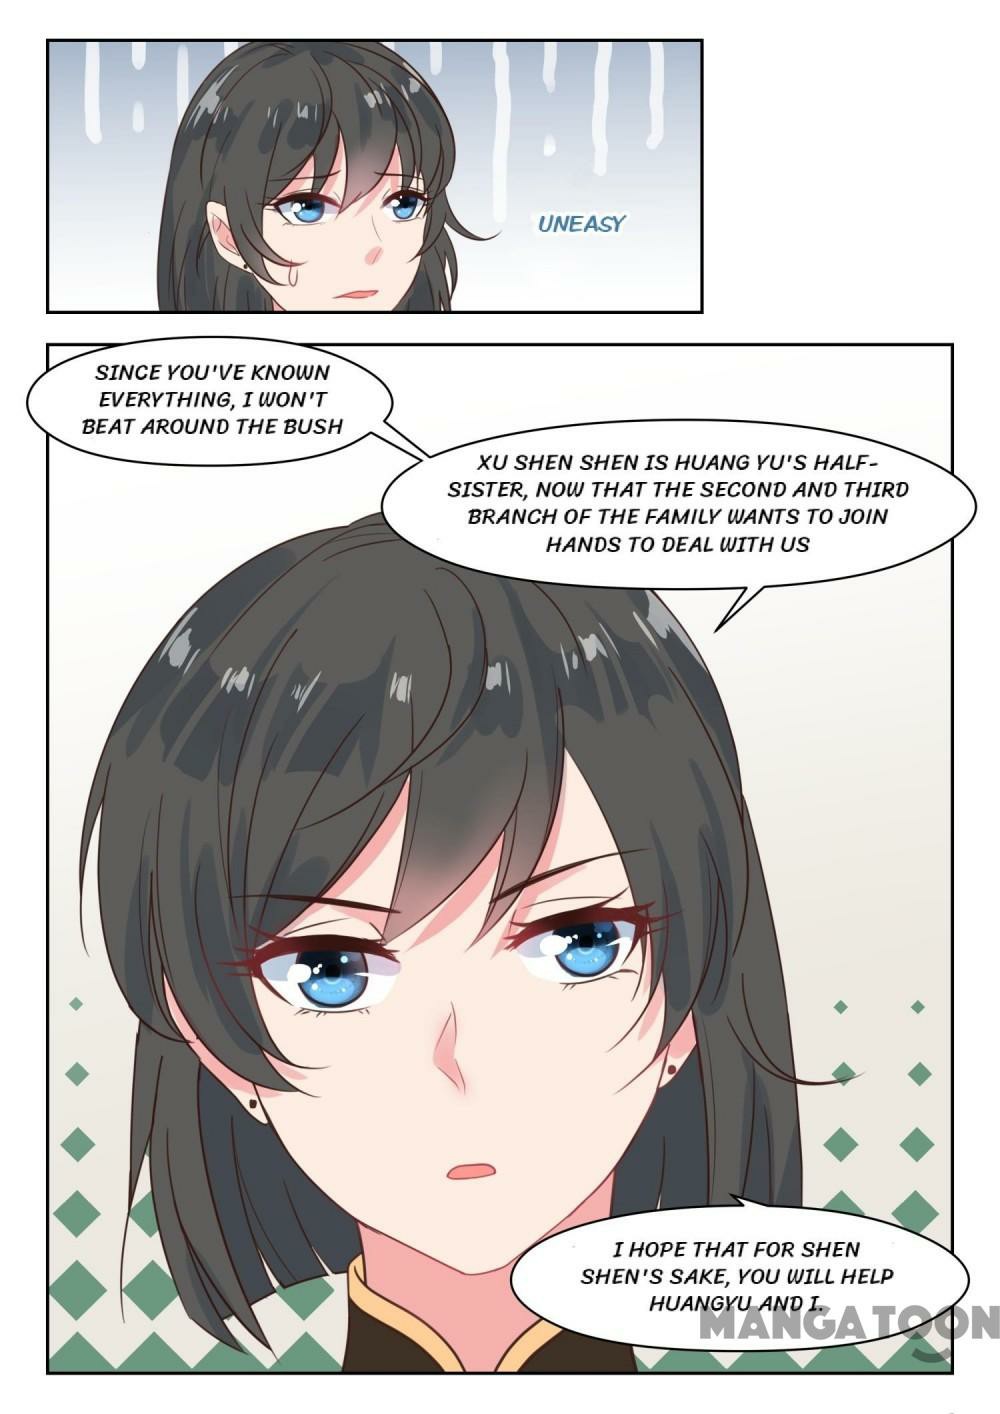 UNEASY
SINCE YOU'VE KNOWN
EVERYTHING, I WON'T
BEAT AROUND THE BUSH
XU SHEN SHEN IS HUANG YU'S HALF-
SISTER, NOW THAT THE SECOND AND THIRD
BRANCH OF THE FAMILY WANTS TO JOIN
HANDS TO DEAL WITH US
I HOPE THAT FOR SHEN
SHEN'S SAKE, YOU WILL HELP
HUANGYU AND I.
MANGATOON